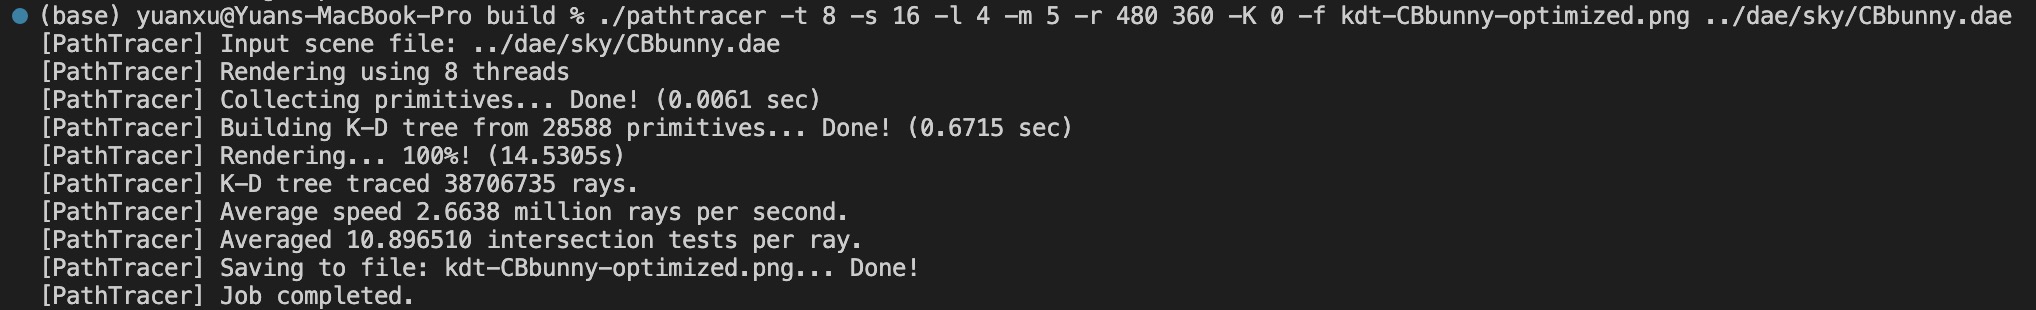 (base) yuanxu@Yuans-MacBook-Pro build % ./pathtracer -t 8 -s 16 -l 4 -m 5 -r 480 360 -K 0 -f kdt-CBbunny-optimized.png ../dae/sky/CBbunny.dae
[PathTracer] Input scene file: ../dae/sky/CBbunny.dae
[PathTracer] Rendering using 8 threads
[PathTracer] Collecting primitives... Done! (0.0061 sec)
[PathTracer] Building K-D tree from 28588 primitives... Done! (0.6715 sec)
[PathTracer] Rendering... 100%! (14.5305s)
[PathTracer] K-D tree traced 38706735 rays.
[PathTracer] Average speed 2.6638 million rays per second.
[PathTracer] Averaged 10.896510 intersection tests per ray.
[PathTracer] Saving to file: kdt-CBbunny-optimized.png... Done!
[PathTracer] Job completed.